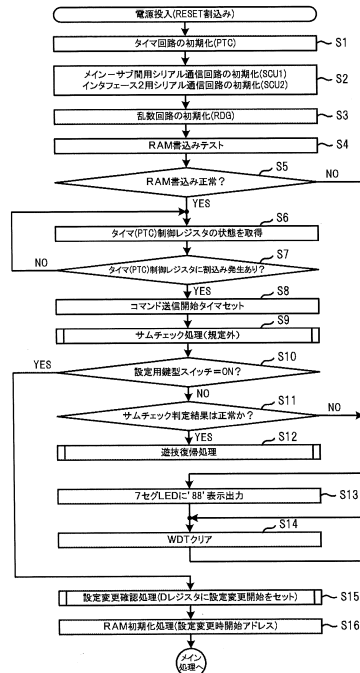 電源投入(RESET割込み)
タイマ回路の初期化(PTC)
S1
メインーサブ間用シリアル通信回路の初期化(SCU1)
インタフェース2用シリアル通信回路の初期化(SCU2)
S2
乱数回路の初期化(RDG)
S3
RAM書込みテスト
S4
S5
RAM書込み正常?
NO
YES
S6
タイマ(PTC)制御レジスタの状態を取得
S7
NO
タイマ(PTC)制御レジスタに割込み発生あり?
YES
S8
コマンド送信開始タイマセット
S9
サムチェック処理(規定外)
S10
YES
設定用鍵型スイッチ=ON?
NO
S11
サムチェック判定結果は正常か?
NO
YES
S12
遊技復帰処理
7セグLEDに'88'表示出力
S13
S14
WDTクリア
設定変更確認処理(Dレジスタに設定変更開始をセット)
S15
RAM初期化処理(設定変更時開始アドレス)
S16
メイン
処理へ